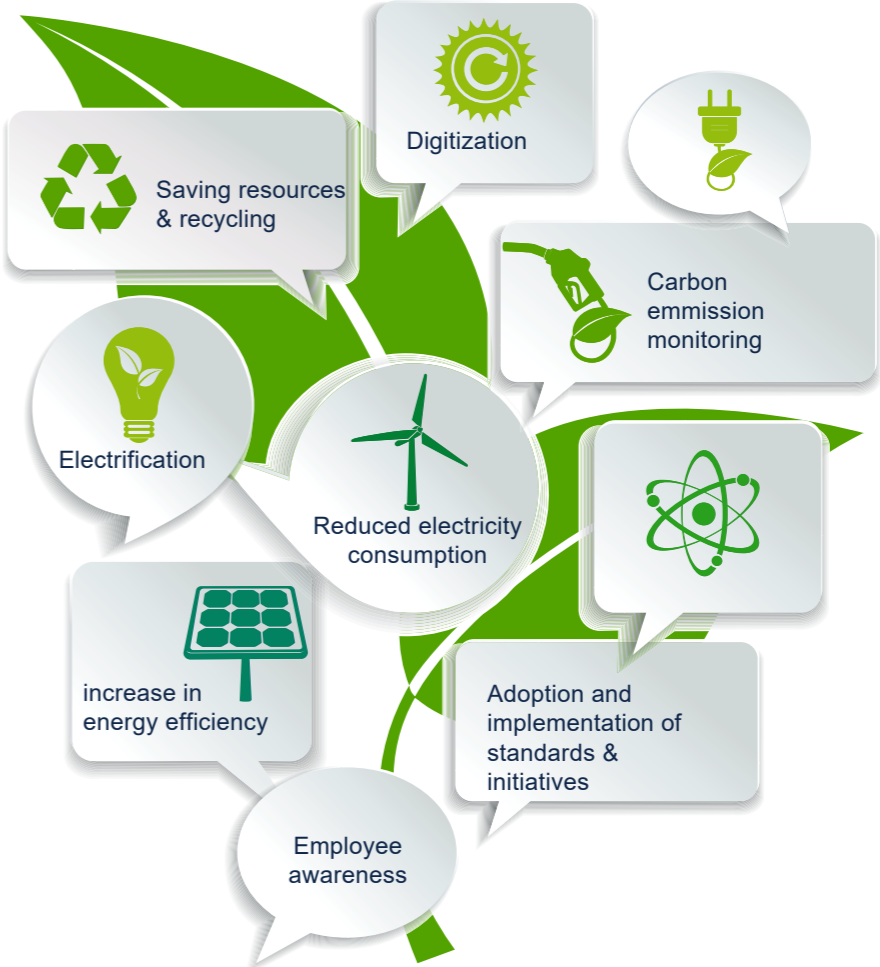 Digitization
Saving resources
& recycling
Carbon
emmission
monitoring
Electrification
Reduced electricity
consumption
increase in
energy efficiency
Adoption and
implementation of
standards &
initiatives
Employee
awareness